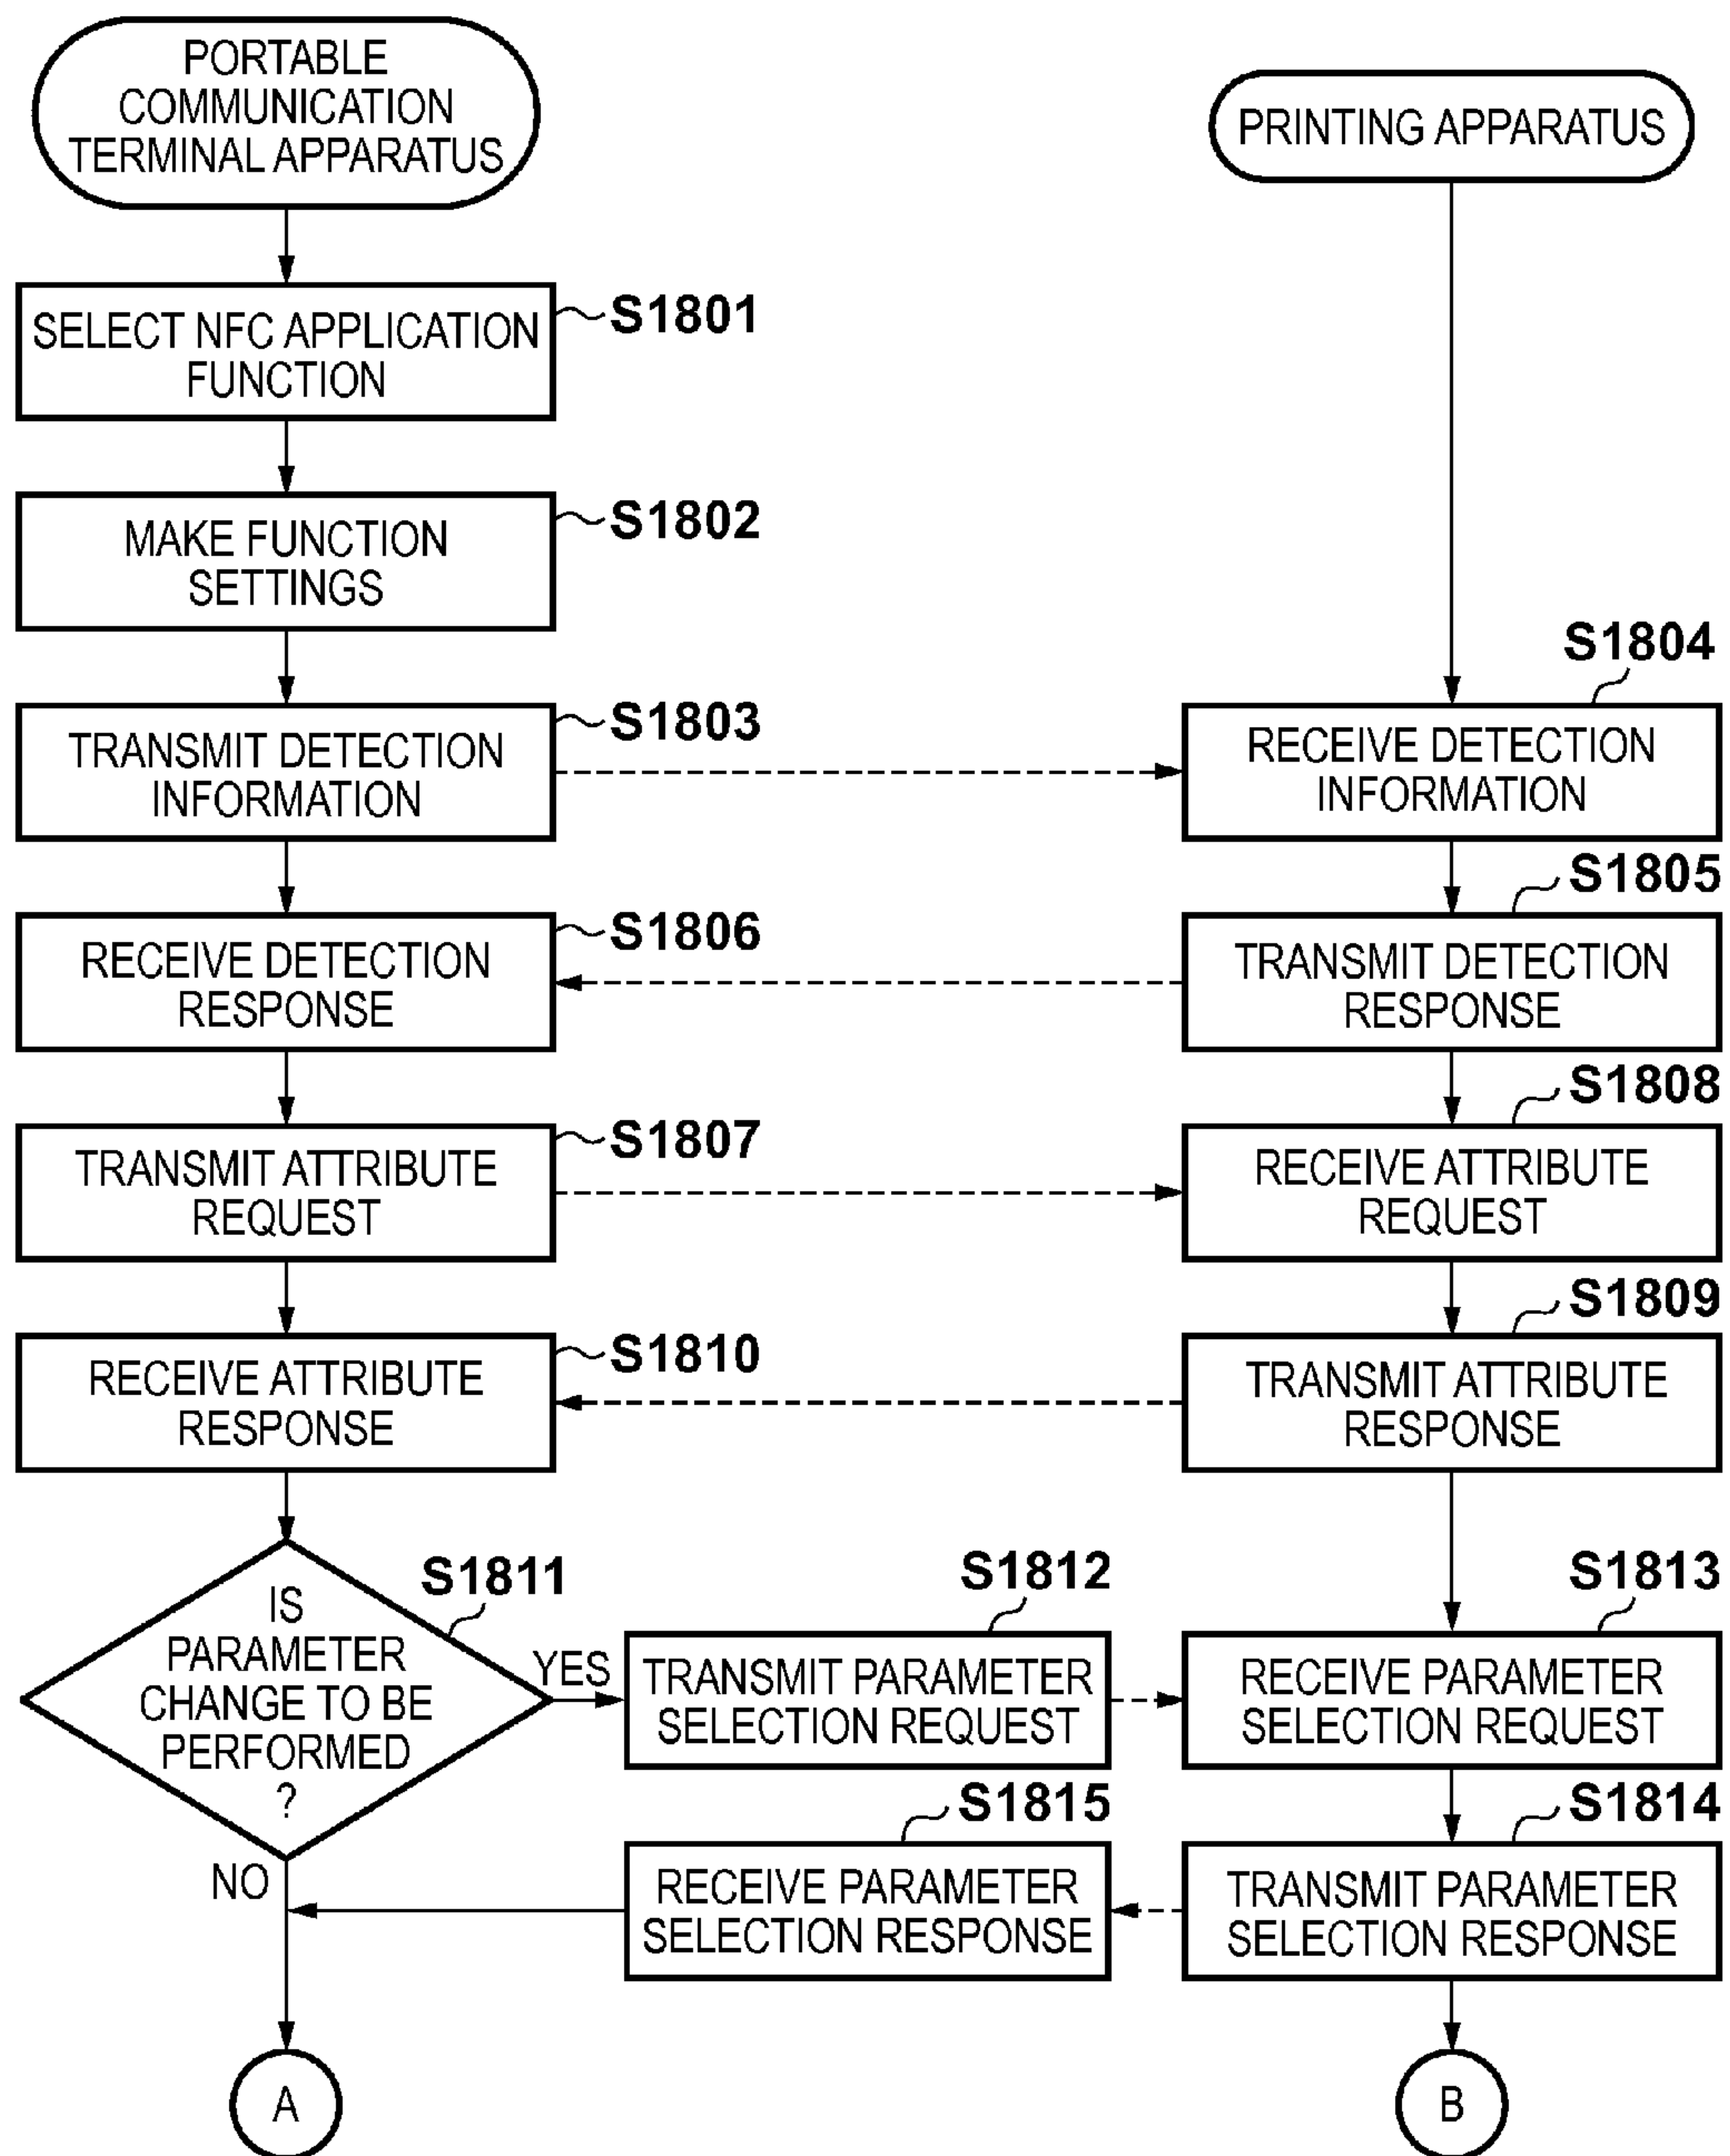 PORTABLE
COMMUNICATION
TERMINAL APPARATUS
PRINTING APPARATUS
S1801
SELECT NFC APPLICATION
FUNCTION
S1802
MAKE FUNCTION
SETTINGS
S1803
TRANSMIT DETECTION
INFORMATION
S1804
RECEIVE DETECTION
INFORMATION
S1805
TRANSMIT DETECTION
RESPONSE
S1806
RECEIVE DETECTION
RESPONSE
S1807
TRANSMIT ATTRIBUTE
REQUEST
S1808
RECEIVE ATTRIBUTE
REQUEST
S1809
TRANSMIT ATTRIBUTE
RESPONSE
S1810
RECEIVE ATTRIBUTE
RESPONSE
S1811
IS
PARAMETER
CHANGE TO BE
PERFORMED
?
YES
NO
S1812
TRANSMIT PARAMETER
SELECTION REQUEST
S1813
RECEIVE PARAMETER
SELECTION REQUEST
S1814
TRANSMIT PARAMETER
SELECTION RESPONSE
S1815
RECEIVE PARAMETER
SELECTION RESPONSE
A
B